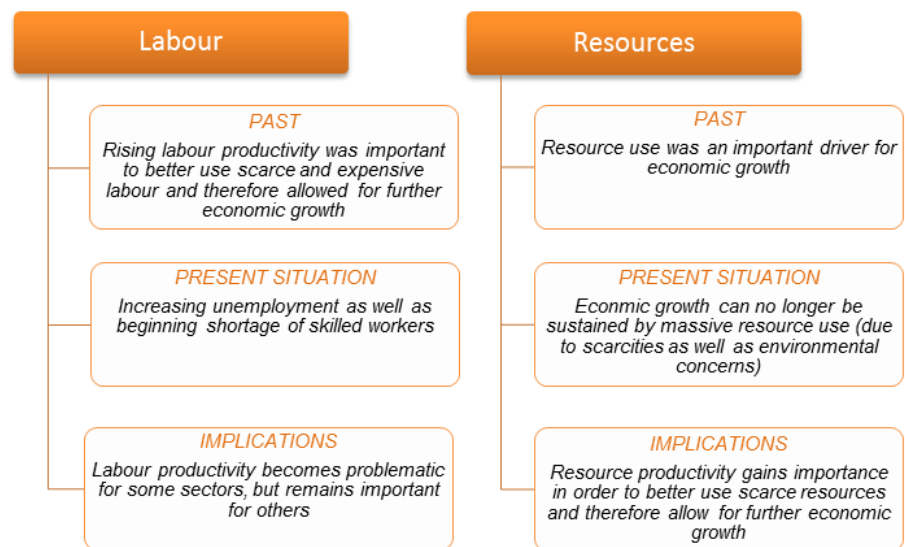 Labour
PAST
Rising labour productivity was important
to better use scarce and expensive
labour and therefore allowed for further
economic growth
PRESENT SITUATION
Increasing unemployment as well as
beginning shortage of skilled workers
IMPLICATIONS
Labour productivity becomes problematic
for some sectors, but remains important
for others
Resources
PAST
Resource use was an important driver for
economic growth
PRESENT SITUATION
Econmic growth can no longer be
sustained by massive resource use (due
to scarcities as well as environmental
concerns)
IMPLICATIONS
Resource productivity gains importance
in order to better use scarce resources
and therefore allow for further economic
growth